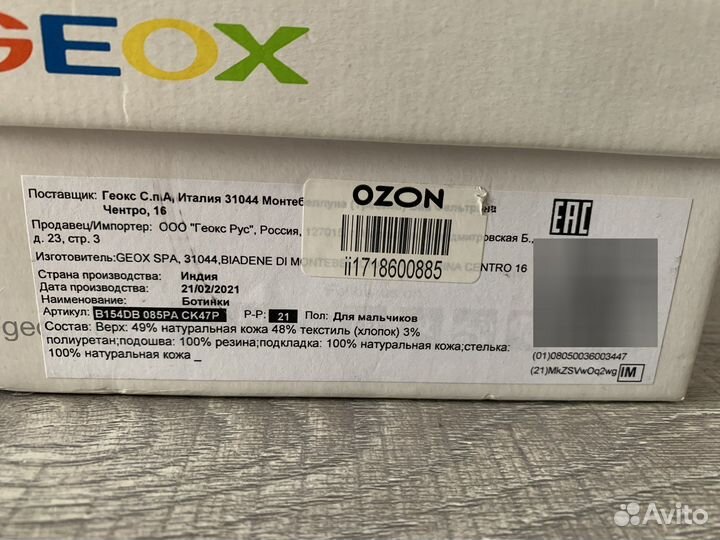 GEOX
Поставщик: Геокс С.п.А, Италия 31044
Чентро, 16
Продавец/Импортер: ООО "Геокс Рус", Россия,
д. 23, стр. 3
Изготовитель:GEOX SPA, 31044,BIADENE DI CENTRO 16
Страна производства: Индия
Дата производства: 21/02/2021
Наименование: Ботинки
Артикул: B154DB 085PA CK47P P-P: 21 Пол: Для мальчиков
Состав: Верх: 49% натуральная кожа 48% текстиль (хлопок) 3%
полиуретан;подошва: 100% резина;подкладка: 100% натуральная кожа;стелька:
100% натуральная кожа _
OZON
ii1718600885
EAC
(01)08050036003447
(21)MkZSVwOq2wg IM
geo
Avito